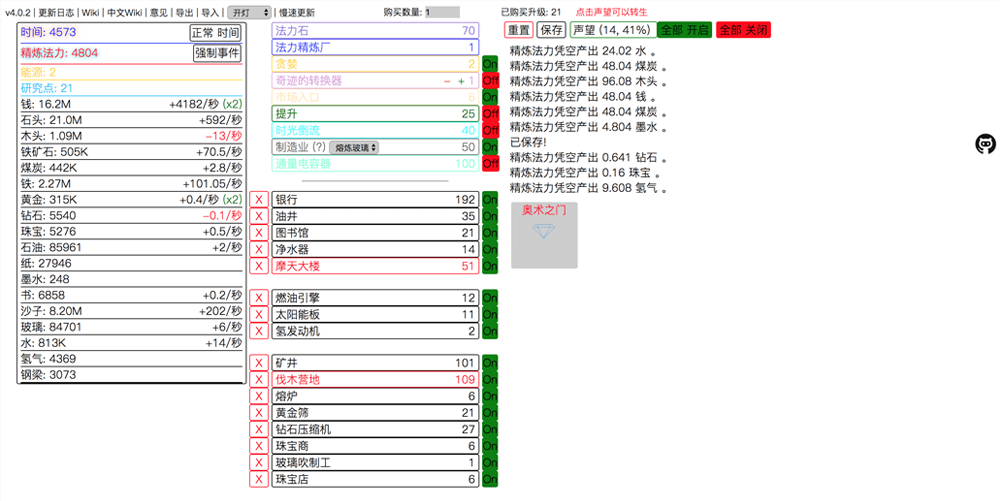 v4.0.2 | 更新日志 | Wiki | 中文Wiki | 意见 | 导出 | 导入 | 开灯 | 慢速更新
购买数量: 1
已购买升级: 21 点击声望可以转生
时间: 4573 正常 时间
精炼法力: 4804 强制事件
能源: 2
研究点: 21
钱: 16.2M +4182/秒 (x2)
石头: 21.0M +592/秒
木头: 1.09M −13/秒
铁矿石: 505K +70.5/秒
煤炭: 442K +2.8/秒
铁: 2.27M +101.05/秒
黄金: 315K +0.4/秒 (x2)
钻石: 5540 −0.1/秒
珠宝: 5276 +0.5/秒
石油: 85961 +2/秒
纸: 27946
墨水: 248
书: 6858 +0.2/秒
沙子: 8.20M +202/秒
玻璃: 84701 +6/秒
水: 813K +14/秒
氢气: 4369
钢梁: 3073
法力石 70
法力精炼厂 1
贪婪 2 On
奇迹的转换器 − + 1 Off
市场入口 6 On
提升 25 Off
时光倒流 40 Off
制造业 (?) 熔炼玻璃 50 On
通量电容器 100 Off
X 银行 192 On
X 油井 35 On
X 图书馆 21 On
X 净水器 14 On
X 摩天大楼 51 On
X 燃油引擎 12 On
X 太阳能板 11 On
X 氢发动机 2 On
X 矿井 101 On
X 伐木营地 109 On
X 熔炉 6 On
X 黄金筛 21 On
X 钻石压缩机 27 On
X 珠宝商 6 On
X 玻璃吹制工 1 On
X 珠宝店 6 On
重置 保存 声望 (14, 41%) 全部 开启 全部 关闭
精炼法力凭空产出 24.02 水 。
精炼法力凭空产出 48.04 煤炭 。
精炼法力凭空产出 96.08 木头 。
精炼法力凭空产出 48.04 钱 。
精炼法力凭空产出 48.04 煤炭 。
精炼法力凭空产出 4.804 墨水 。
已保存!
精炼法力凭空产出 0.641 钻石 。
精炼法力凭空产出 0.16 珠宝 。
精炼法力凭空产出 9.608 氢气 。
奥术之门